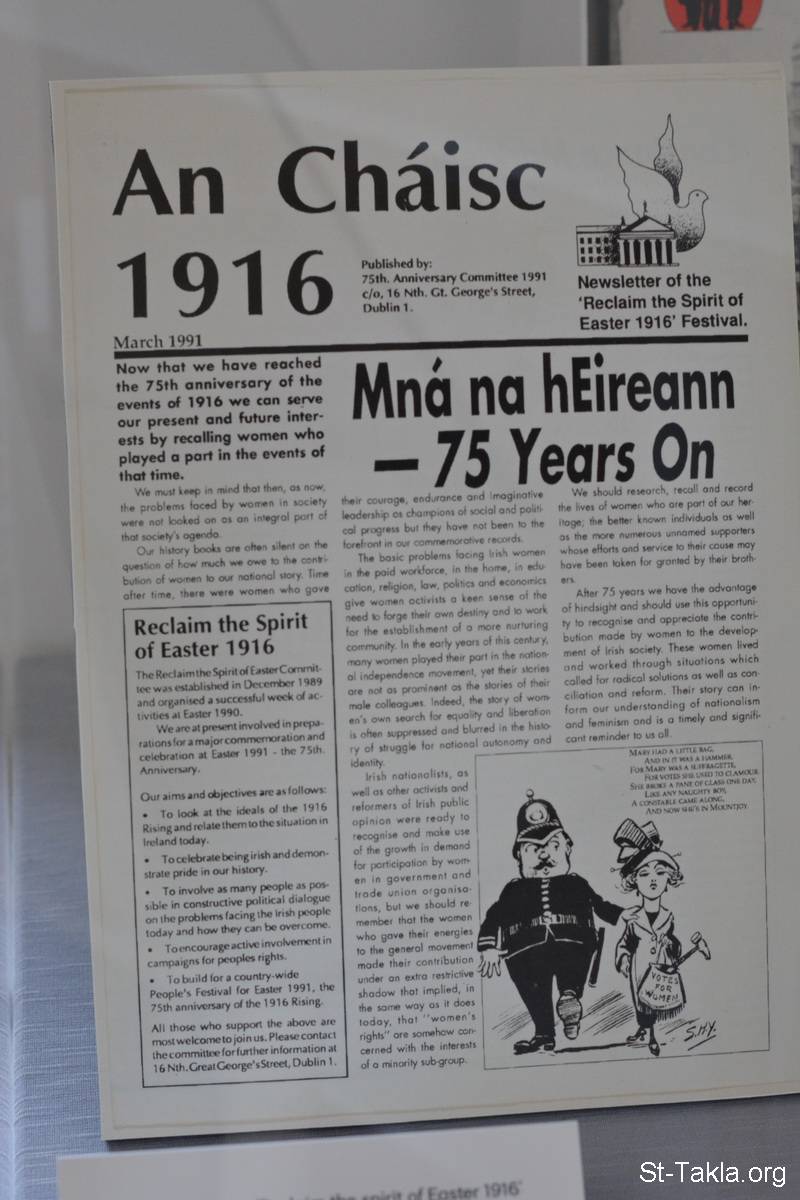 An Cháisc
1916
Published by:
75th. Anniversary Committee 1991
c/o, 16 Nth. Gt. George's Street,
Dublin 1.
Newsletter of the
'Reclaim the Spirit of
Easter 1916' Festival.
March 1991
Now that we have reached
the 75th anniversary of the
events of 1916 we can serve
our present and future inter-
ests by recalling women who
played a part in the events of
that time.
We must keep in mind that then, as now,
the problems faced by women in society
were not looked on as an integral part of
that society's agenda.
Our history books are often silent on the
question of how much we owe to the contri-
bution of women to our national story. Time
after time, there were women who gave
Reclaim the Spirit
of Easter 1916
The Reclaim the Spirit of Easter Commit-
tee was established in December 1989
and organised a successful week of ac-
tivities at Easter 1990.
We are at present involved in prepa-
rations for a major commemoration and
celebration at Easter 1991 - the 75th.
Anniversary.
Our aims and objectives are as follows:
• To look at the ideals of the 1916
Rising and relate them to the situation in
Ireland today.
• To celebrate being irish and demon-
strate pride in our history.
• To involve as many people as pos-
sible in constructive political dialogue
on the problems facing the Irish people
today and how they can be overcome.
• To encourage active involvement in
campaigns for peoples rights.
• To build for a country-wide
People's Festival for Easter 1991, the
75th anniversary of the 1916 Rising.
All those who support the above are
most welcome to join us. Please contact
the committee for further information at
16 Nth. Great George's Street, Dublin 1.
Mná na hEireann
— 75 Years On
their courage, endurance and imaginative
leadership as champions of social and politi-
cal progress but they have not been to the
forefront in our commemorative records.
The basic problems facing Irish women
in the paid workforce, in the home, in edu-
cation, religion, law, politics and economics
give women activists a keen sense of the
need to forge their own destiny and to work
for the establishment of a more nurturing
community. In the early years of this century,
many women played their part in the nation-
al independence movement, yet their stories
are not as prominent as the stories of their
male colleagues. Indeed, the story of wom-
en's own search for equality and liberation
is often suppressed and blurred in the histo-
ry of struggle for national autonomy and
identity.
Irish nationalists, as
well as other activists and
reformers of Irish public
opinion were ready to
recognise and make use
of the growth in demand
for participation by wom-
en in government and
trade union organisa-
tions, but we should re-
member that the women
who gave their energies
to the general movement
made their contribution
under an extra restrictive
shadow that implied, in
the same way as it does
today, that "women's
rights" are somehow con-
cerned with the interests
of a minority sub-group.
We should research, recall and record
the lives of women who are part of our her-
itage; the better known individuals as well
as the more numerous unnamed supporters
whose efforts and service to their cause may
have been taken for granted by their broth-
ers.
After 75 years we have the advantage
of hindsight and should use this opportuni-
ty to recognise and appreciate the contri-
bution made by women to the develop-
ment of Irish society. These women lived
and worked through situations which
called for radical solutions as well as con-
ciliation and reform. Their story can in-
form our understanding of nationalism
and feminism and is a timely and signifi-
cant reminder to us all.
MARY HAD A LITTLE BAG,
AND IN IT WAS A HAMMER,
FOR MARY WAS A SUFFRAGETTE,
FOR VOTES SHE USED TO CLAMOUR.
SHE BROKE A PANE OF GLASS ONE DAY,
LIKE ANY NAUGHTY BOY,
A CONSTABLE CAME ALONG,
AND NOW SHE'S IN MOUNTJOY.
VOTES
FOR
WOMEN
S.H.Y.
'Reclaim the spirit of Easter 1916'
St-Takla.org